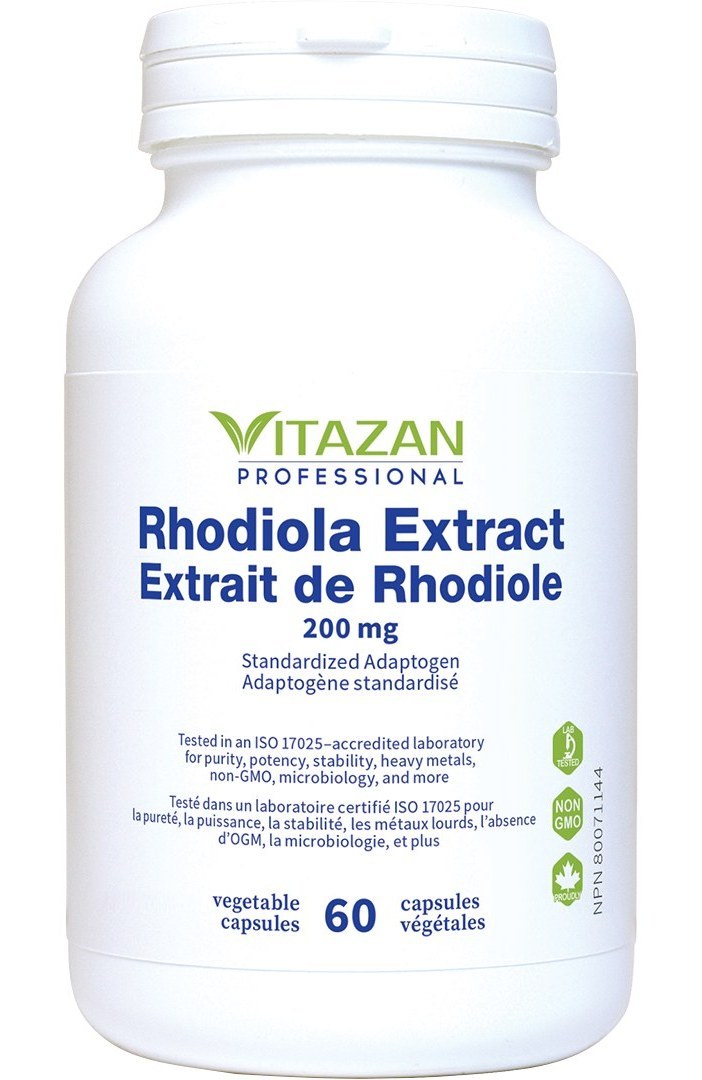 VITAZAN
PROFESSIONAL
Rhodiola Extract
Extrait de Rhodiole
200 mg
Standardized Adaptogen
Adaptogène standardisé
Tested in an ISO 17025–accredited laboratory
for purity, potency, stability, heavy metals,
non-GMO, microbiology, and more
Testé dans un laboratoire certifié ISO 17025 pour
la pureté, la puissance, la stabilité, les métaux lourds, l’absence
d’OGM, la microbiologie, et plus
LAB
TESTED
NON
GMO
PROUDLY
NPN 80071144
vegetable
capsules
60
capsules
végétales